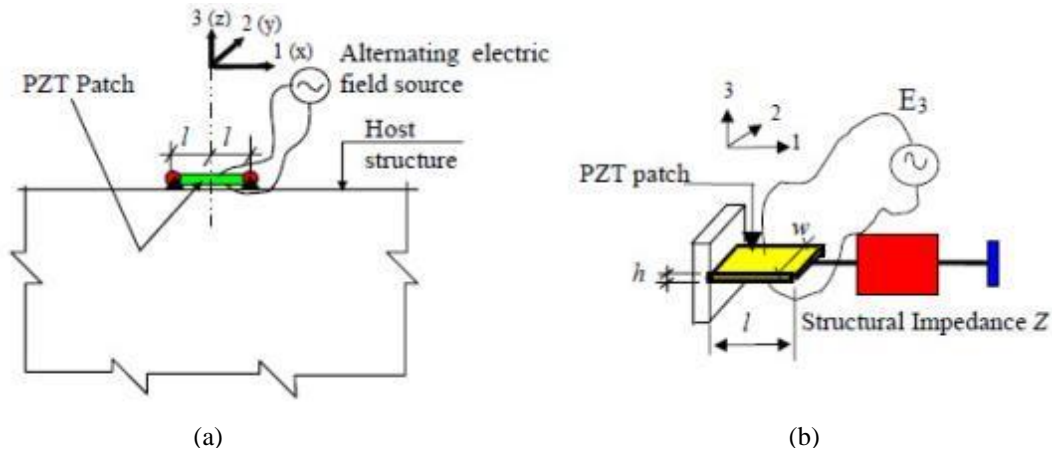 3 (z)
2 (y)
1 (x)
Alternating electric
field source
PZT Patch
l
l
Host
structure
E3
3
2
1
PZT patch
w
h
l
Structural Impedance Z
(a)
(b)